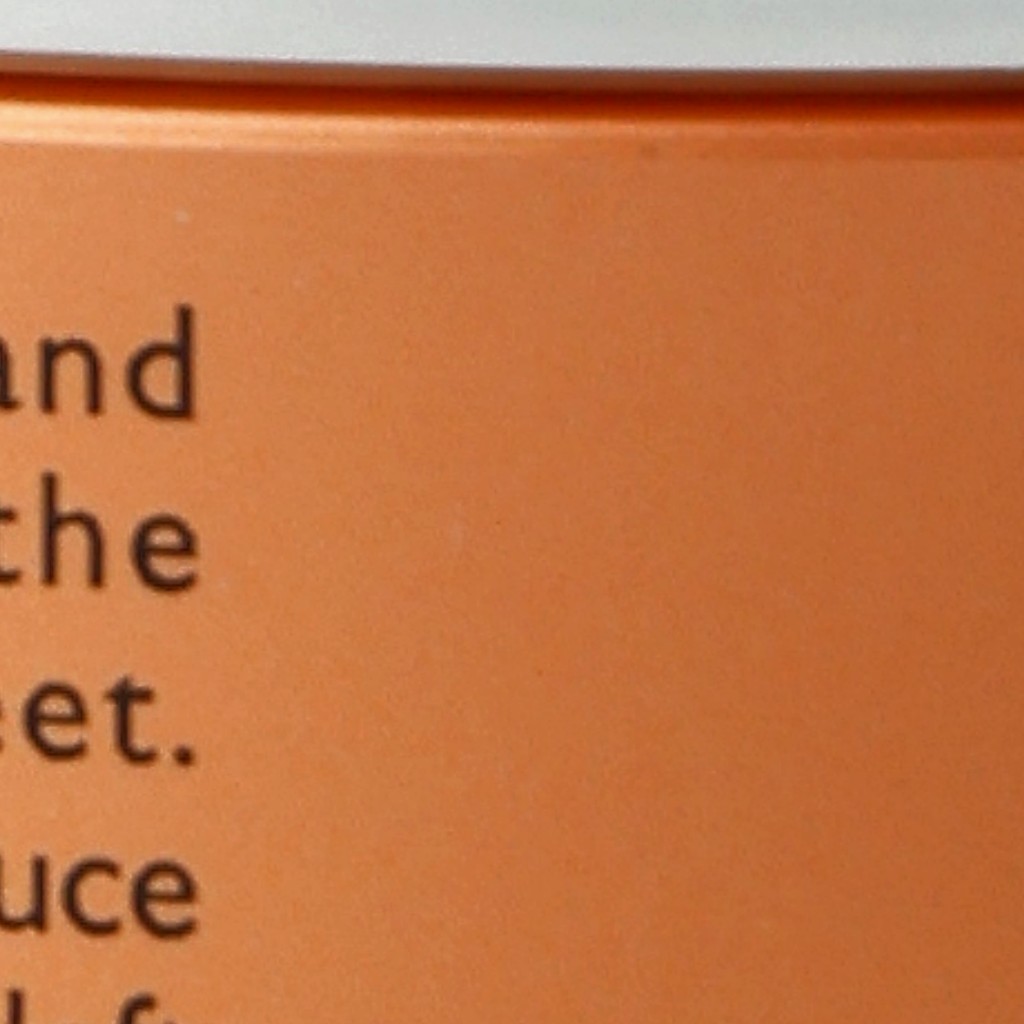 and
the
eet.
uce